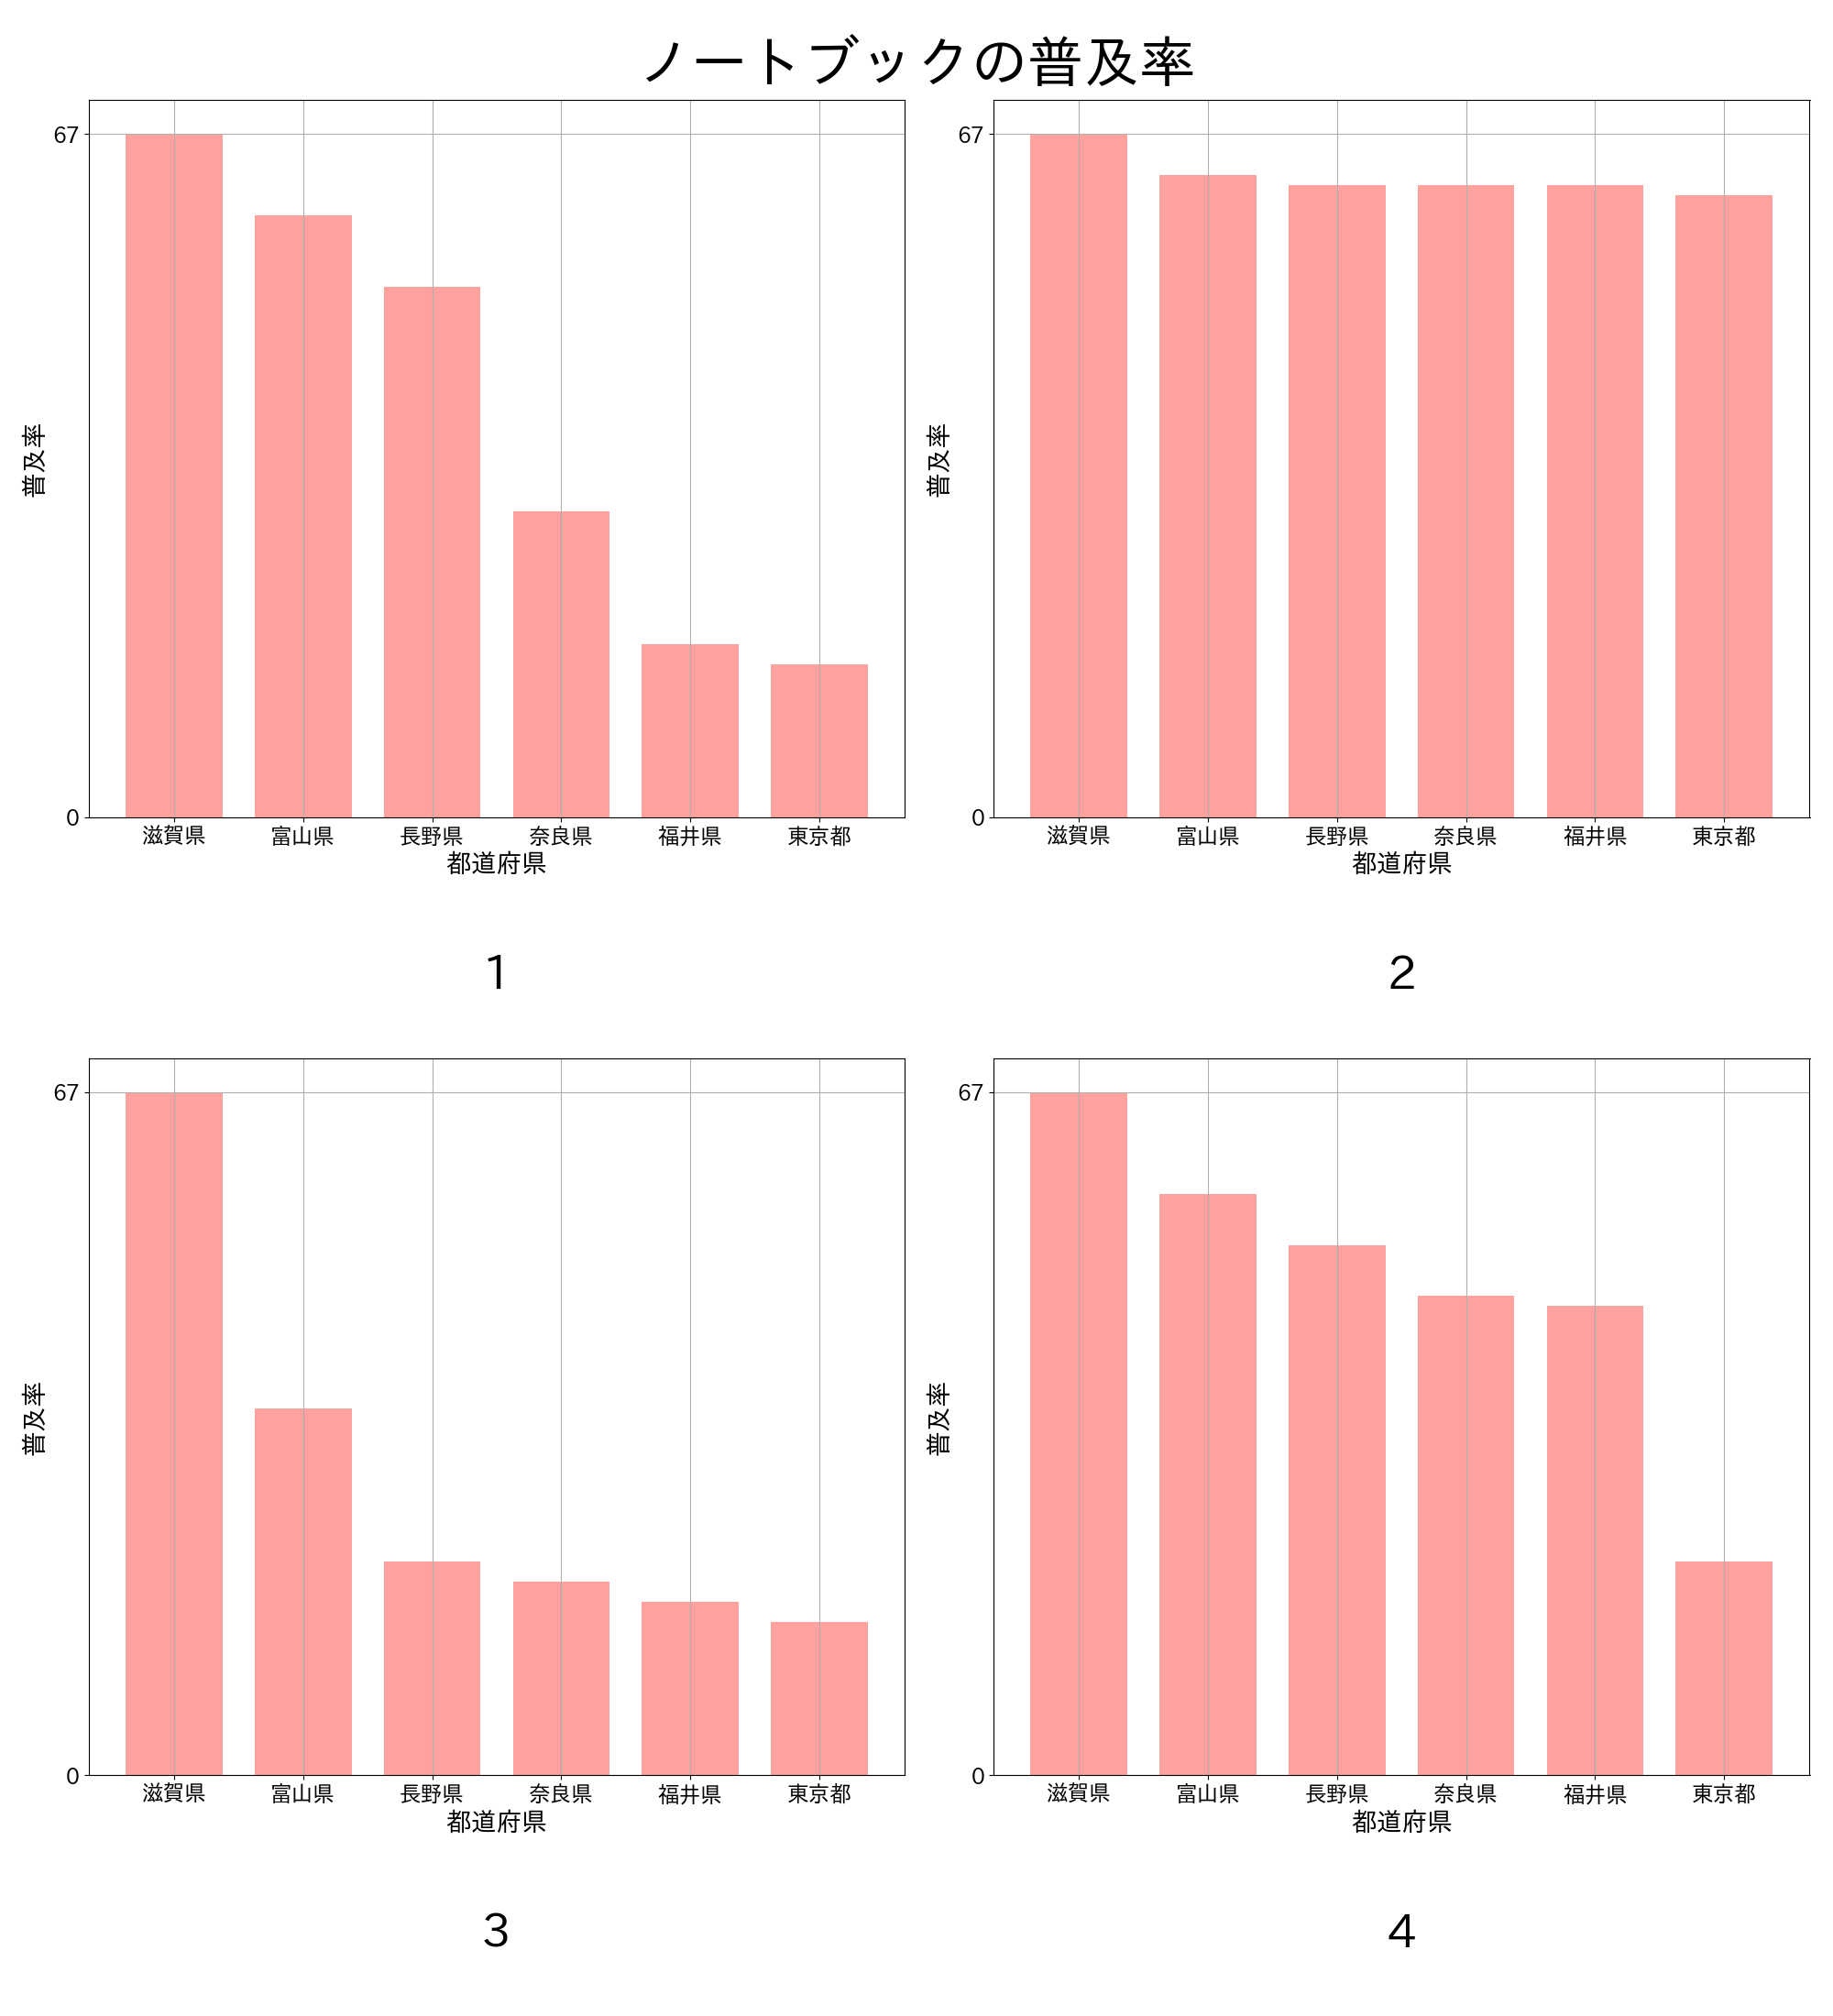 ノートブックの普及率
67
0
普及率
滋賀県 富山県 長野県 奈良県 福井県 東京都
都道府県
1
67
0
普及率
滋賀県 富山県 長野県 奈良県 福井県 東京都
都道府県
2
67
0
普及率
滋賀県 富山県 長野県 奈良県 福井県 東京都
都道府県
3
67
0
普及率
滋賀県 富山県 長野県 奈良県 福井県 東京都
都道府県
4